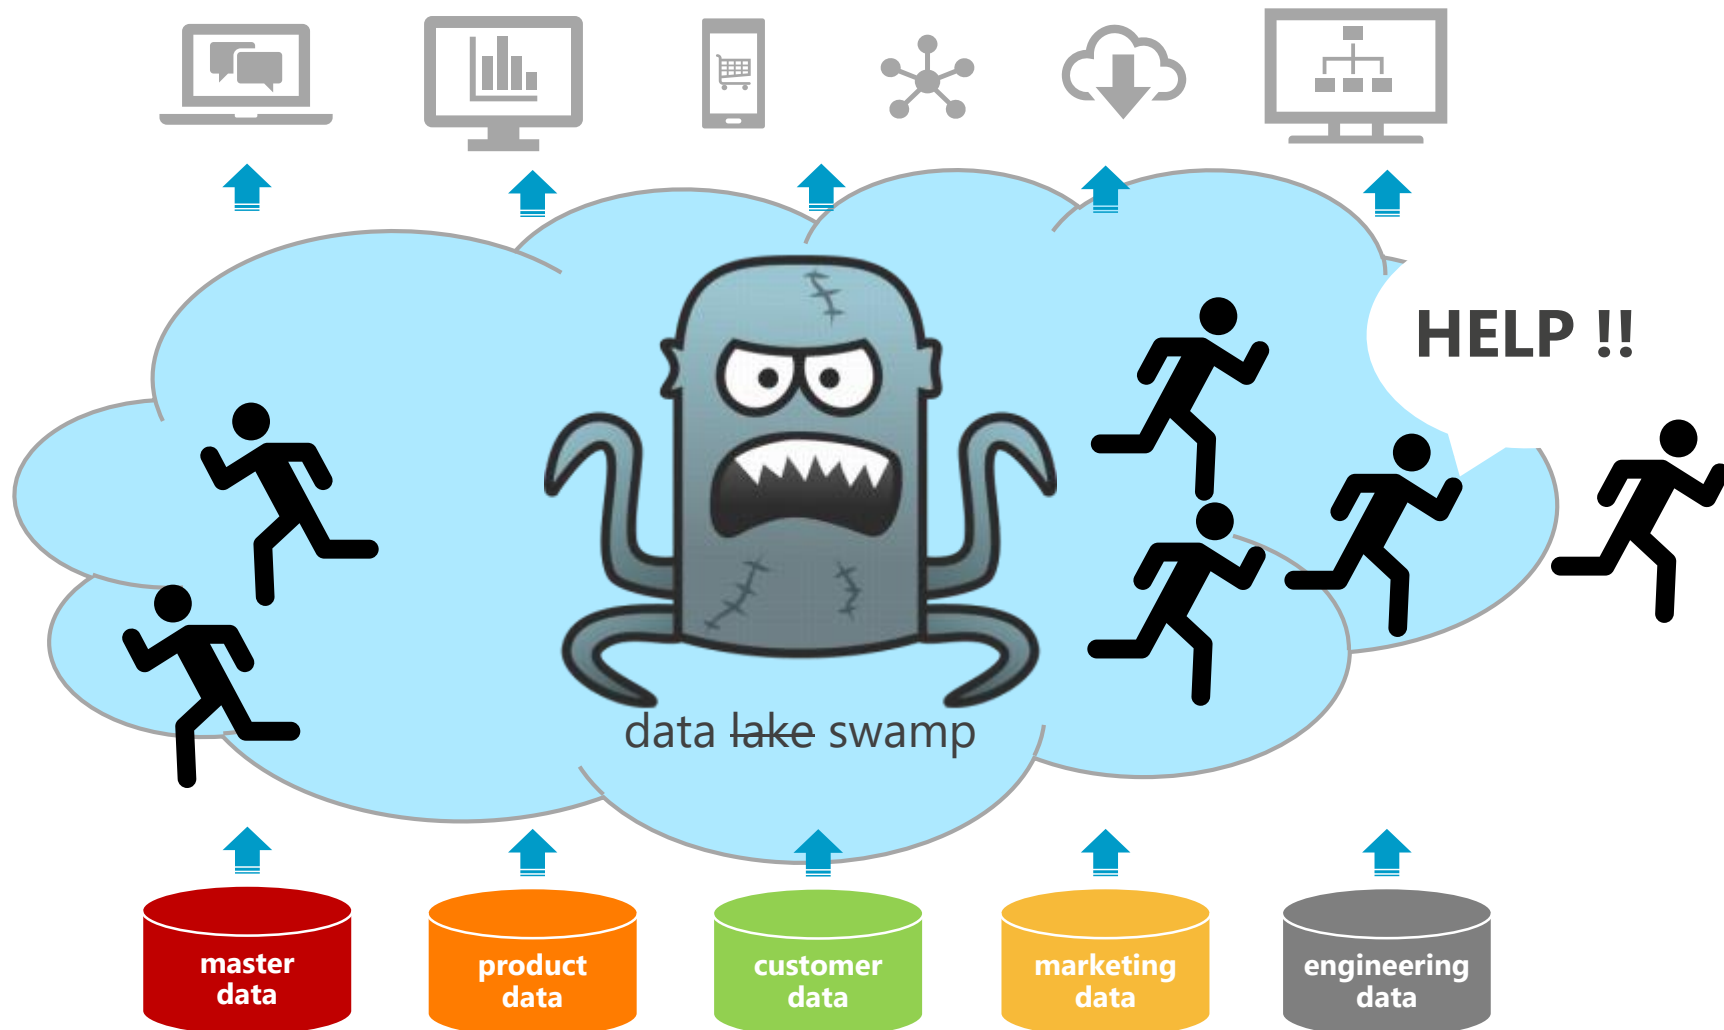 HELP !!
data lake swamp
master
data
product
data
customer
data
marketing
data
engineering
data